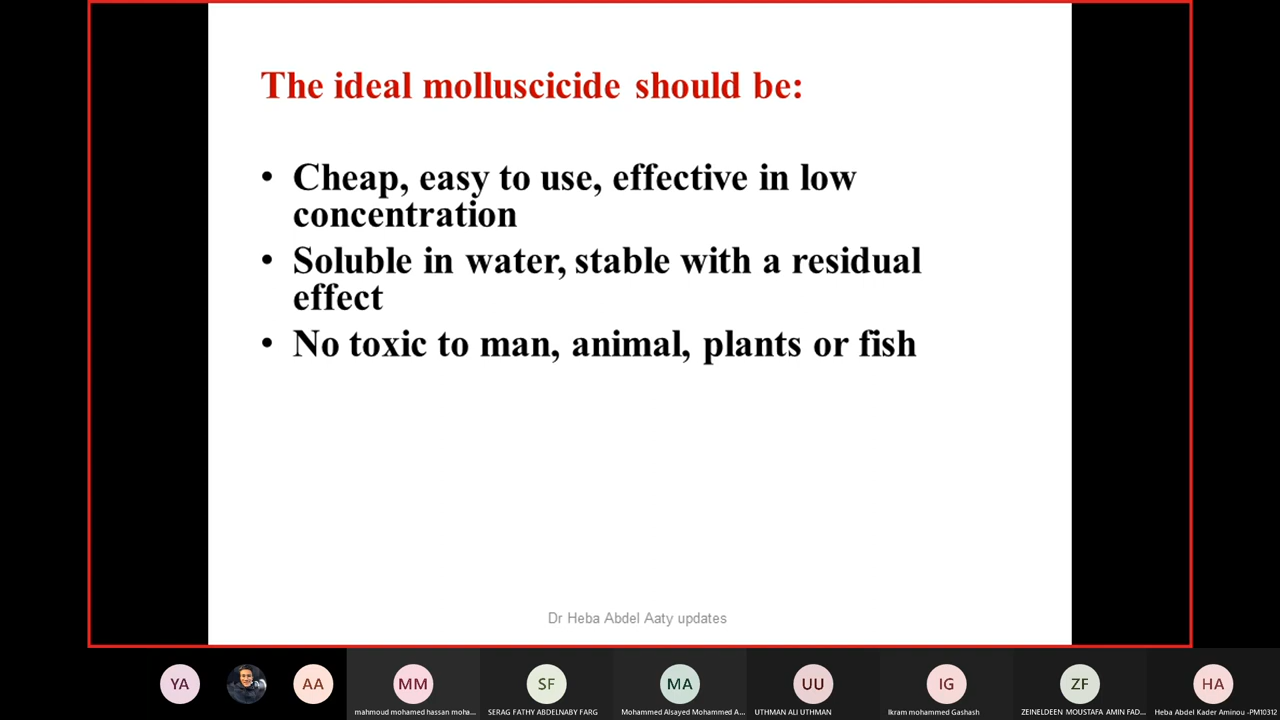 The ideal molluscicide should be:
• Cheap, easy to use, effective in low
concentration
• Soluble in water, stable with a residual
effect
• No toxic to man, animal, plants or fish
Dr Heba Abdel Aaty updates
YA
AA
MM
SF
MA
UU
IG
ZF
HA
mahmoud mohamed hassan moha...
SERAG FATHY ABDELNABY FARG
Mohammed Alsayed Mohammed A...
UTHMAN ALI UTHMAN
Ikram mohammed Gashash
ZEINELDEEN MOUSTAFA AMIN FAD...
Heba Abdel Kader Aminou -PM10312